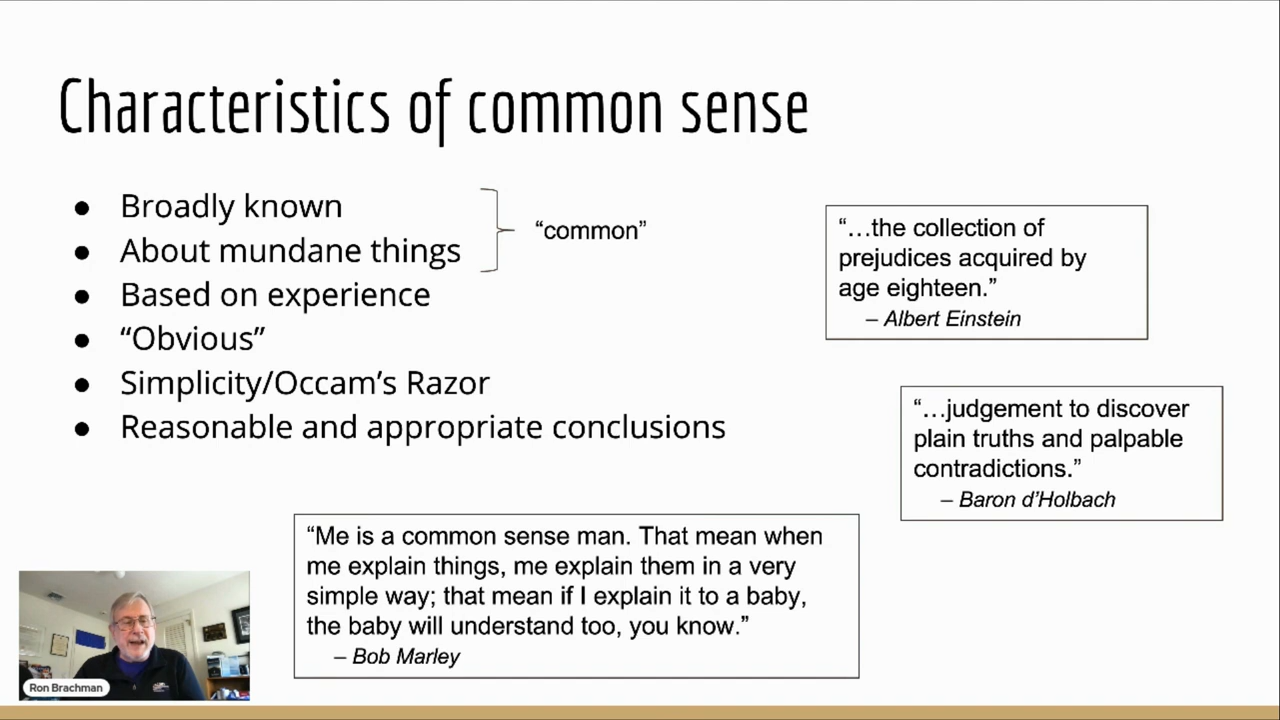 Characteristics of common sense
● Broadly known
● About mundane things
“common”
● Based on experience
● “Obvious”
● Simplicity/Occam’s Razor
● Reasonable and appropriate conclusions
“…the collection of
prejudices acquired by
age eighteen.”
– Albert Einstein
“…judgement to discover
plain truths and palpable
contradictions.”
– Baron d’Holbach
“Me is a common sense man. That mean when
me explain things, me explain them in a very
simple way; that mean if I explain it to a baby,
the baby will understand too, you know.”
– Bob Marley
Ron Brachman